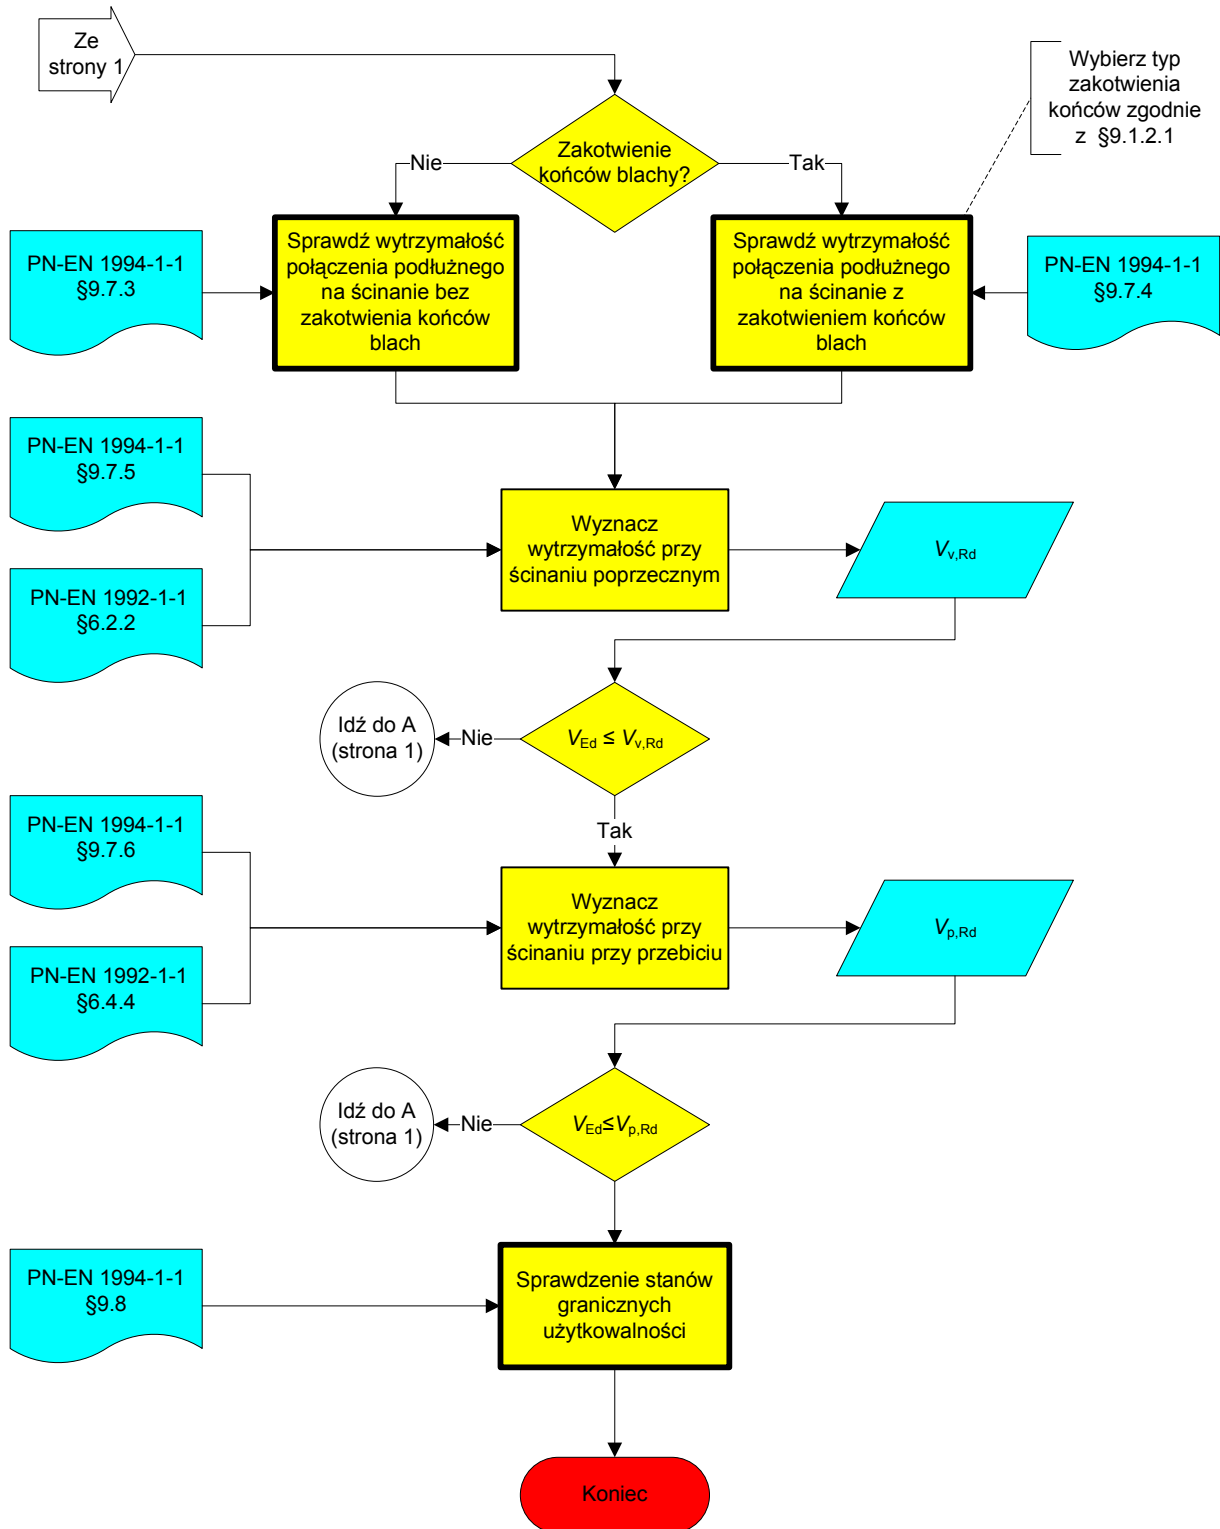 Ze
strony 1
Wybierz typ
zakotwienia
końców zgodnie
z §9.1.2.1
Zakotwienie
końców blachy?
Nie
Tak
PN-EN 1994-1-1
§9.7.3
Sprawdź wytrzymałość
połączenia podłużnego
na ścinanie bez
zakotwienia końców
blach
Sprawdź wytrzymałość
połączenia podłużnego
na ścinanie z
zakotwieniem końców
blach
PN-EN 1994-1-1
§9.7.4
PN-EN 1994-1-1
§9.7.5
PN-EN 1992-1-1
§6.2.2
Wyznacz
wytrzymałość przy
ścinaniu poprzecznym
Vv,Rd
Idź do A
(strona 1)
Nie
VEd ≤ Vv,Rd
Tak
PN-EN 1994-1-1
§9.7.6
PN-EN 1992-1-1
§6.4.4
Wyznacz
wytrzymałość przy
ścinaniu przy przebiciu
Vp,Rd
Idź do A
(strona 1)
Nie
VEd≤Vp,Rd
PN-EN 1994-1-1
§9.8
Sprawdzenie stanów
granicznych
użytkowalności
Koniec